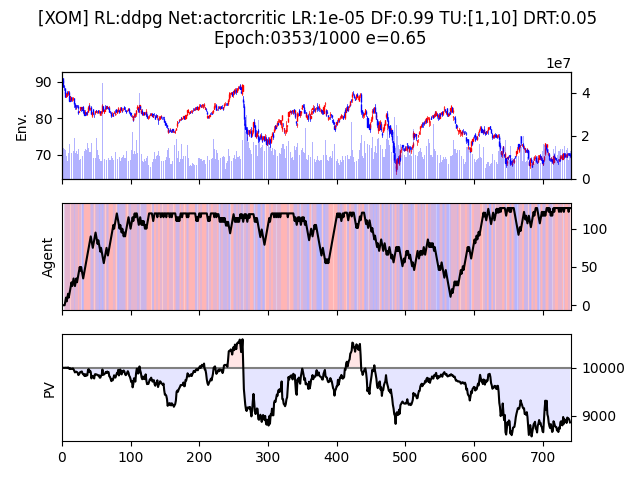 [XOM] RL:ddpg Net:actorcritic LR:1e-05 DF:0.99 TU:[1,10] DRT:0.05
Epoch:0353/1000 e=0.65
1e7
90
80
70
Env.
4
2
0
Agent
100
50
0
PV
10000
9000
0 100 200 300 400 500 600 700